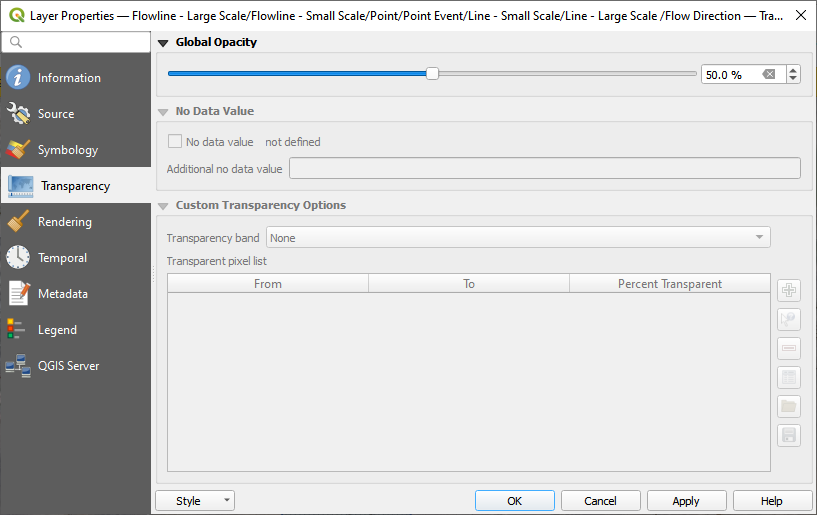 Layer Properties — Flowline - Large Scale/Flowline - Small Scale/Point/Point Event/Line - Small Scale/Line - Large Scale /Flow Direction — Tra...
Information
Source
Symbology
Transparency
Rendering
Temporal
Metadata
Legend
QGIS Server
Global Opacity
50.0 %
No Data Value
No data value not defined
Additional no data value
Custom Transparency Options
Transparency band None
Transparent pixel list
From To Percent Transparent
Style OK Cancel Apply Help